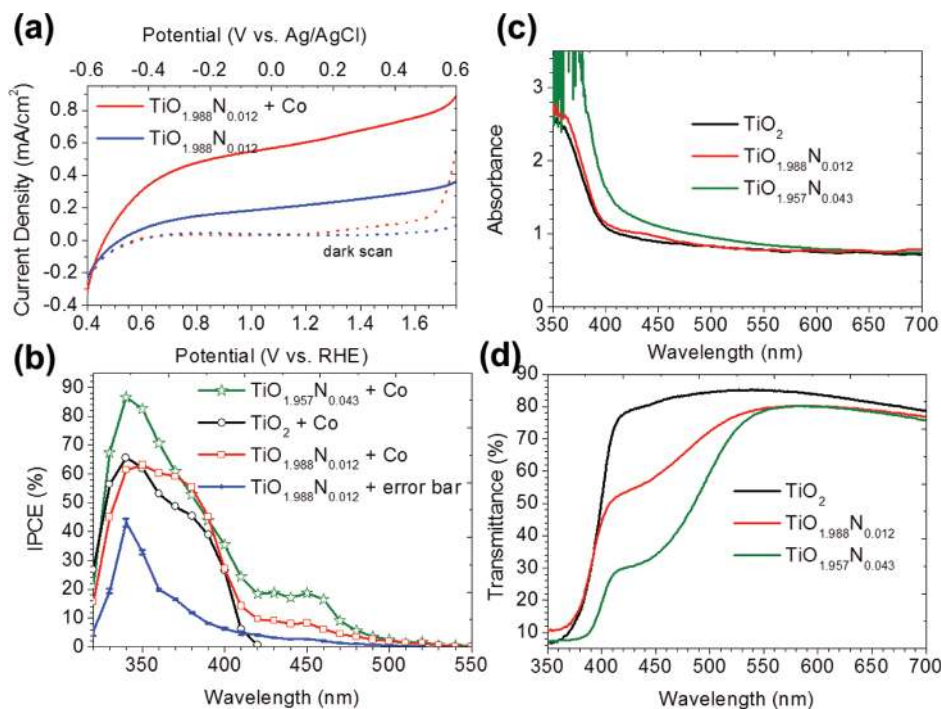 (a)
Potential (V vs. Ag/AgCl)
-0.6 -0.4 -0.2 0.0 0.2 0.4 0.6
0.8
0.6
0.4
0.2
0.0
-0.2
-0.4
Current Density (mA/cm²)
TiO₁.₉₈₈N₀.₀₁₂ + Co
TiO₁.₉₈₈N₀.₀₁₂
dark scan
0.4 0.6 0.8 1.0 1.2 1.4 1.6
Potential (V vs. RHE)
(b)
90
80
70
60
50
40
30
20
10
0
IPCE (%)
TiO₁.₉₅₇N₀.₀₄₃ + Co
TiO₂ + Co
TiO₁.₉₈₈N₀.₀₁₂ + Co
TiO₁.₉₈₈N₀.₀₁₂ + error bar
350 400 450 500 550
Wavelength (nm)
(c)
3
2
1
0
Absorbance
TiO₂
TiO₁.₉₈₈N₀.₀₁₂
TiO₁.₉₅₇N₀.₀₄₃
350 400 450 500 550 600 650 700
Wavelength (nm)
(d)
90
80
70
60
50
40
30
20
10
Transmittance (%)
TiO₂
TiO₁.₉₈₈N₀.₀₁₂
TiO₁.₉₅₇N₀.₀₄₃
350 400 450 500 550 600 650 700
Wavelength (nm)